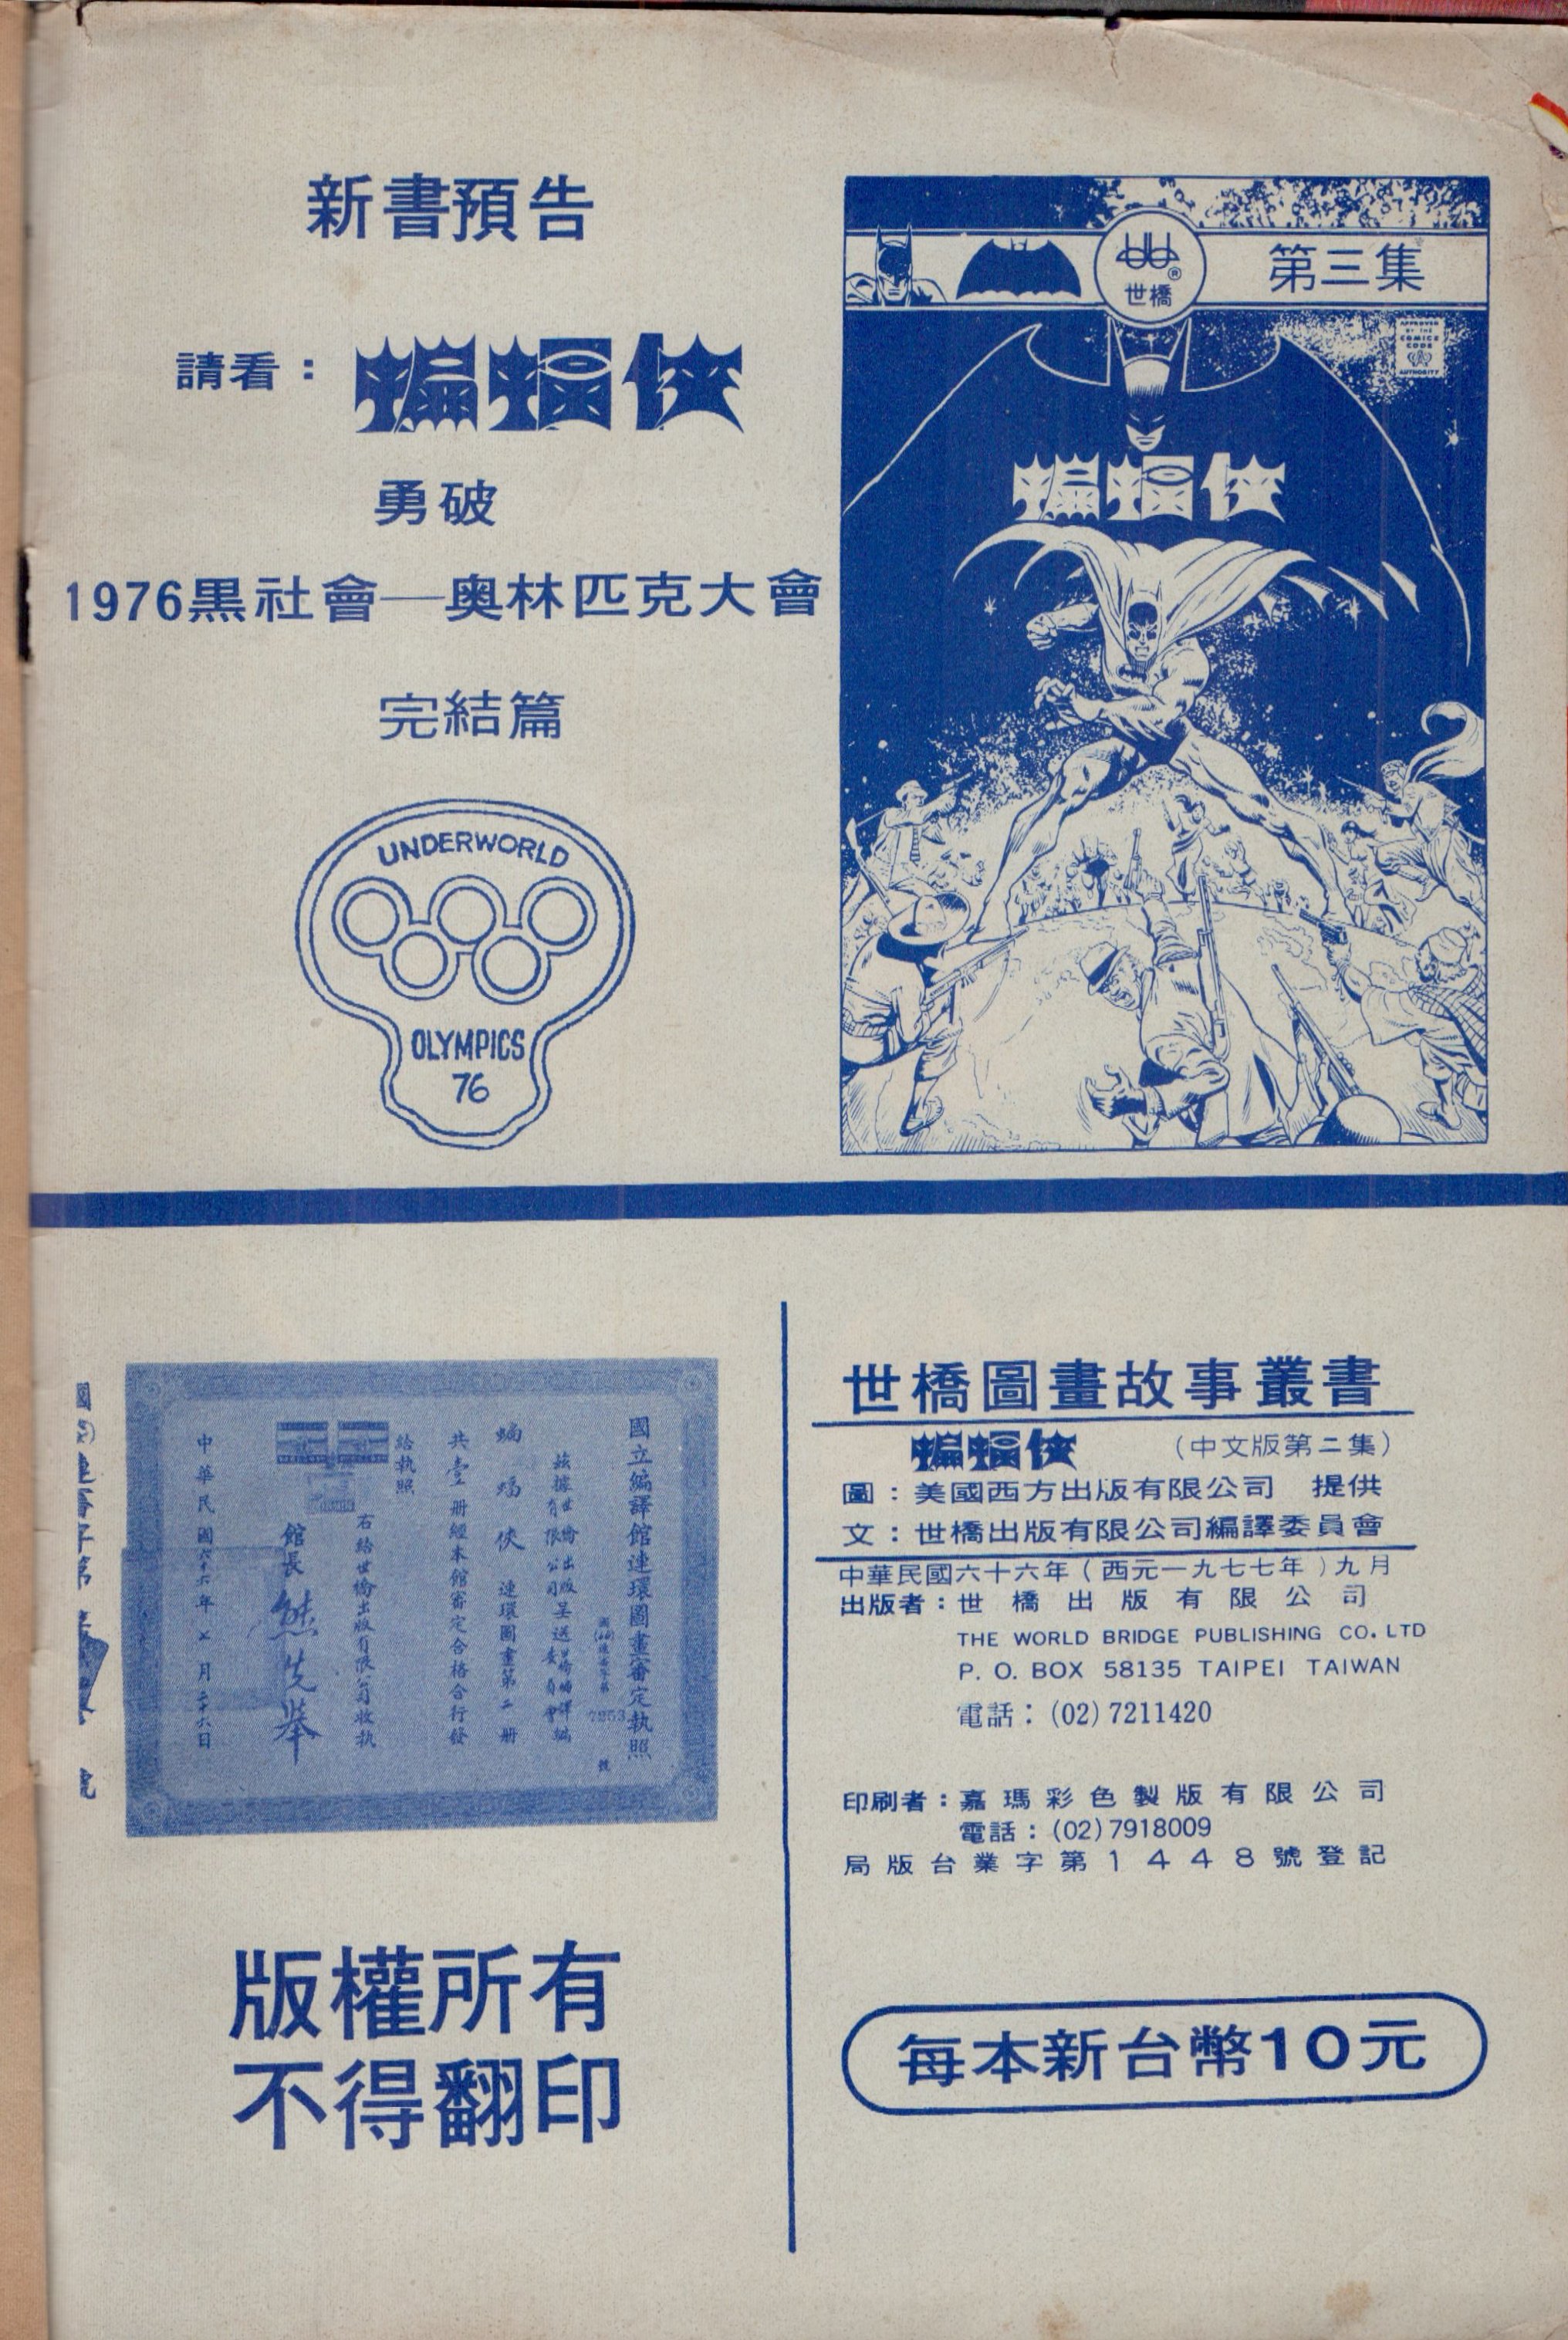 新書預告
請看：蝙蝠俠
勇破
1976黑社會—奧林匹克大會
完結篇
UNDERWORLD
OLYMPICS
76
世橋
®
第三集
APPROVED
BY THE
COMICS
CODE
AUTHORITY
蝙蝠俠
國立編譯館連環圖畫審定執照
7253
號
茲據世橋出版
有限公司呈送
蝙蝠俠 連環圖畫第二册
共壹册經本館審定合格合行發
給執照
右給世橋出版有限公司收執
館長 熊先舉
中華民國六十六年七月二十六日
版權所有
不得翻印
世橋圖畫故事叢書
蝙蝠俠 (中文版第二集)
圖：美國西方出版有限公司 提供
文：世橋出版有限公司編譯委員會
中華民國六十六年（西元一九七七年）九月
出版者：世橋出版有限公司
THE WORLD BRIDGE PUBLISHING CO. LTD
P. O. BOX 58135 TAIPEI TAIWAN
電話：(02)7211420
印刷者：嘉瑪彩色製版有限公司
電話：(02)7918009
局版台業字第1448號登記
每本新台幣10元